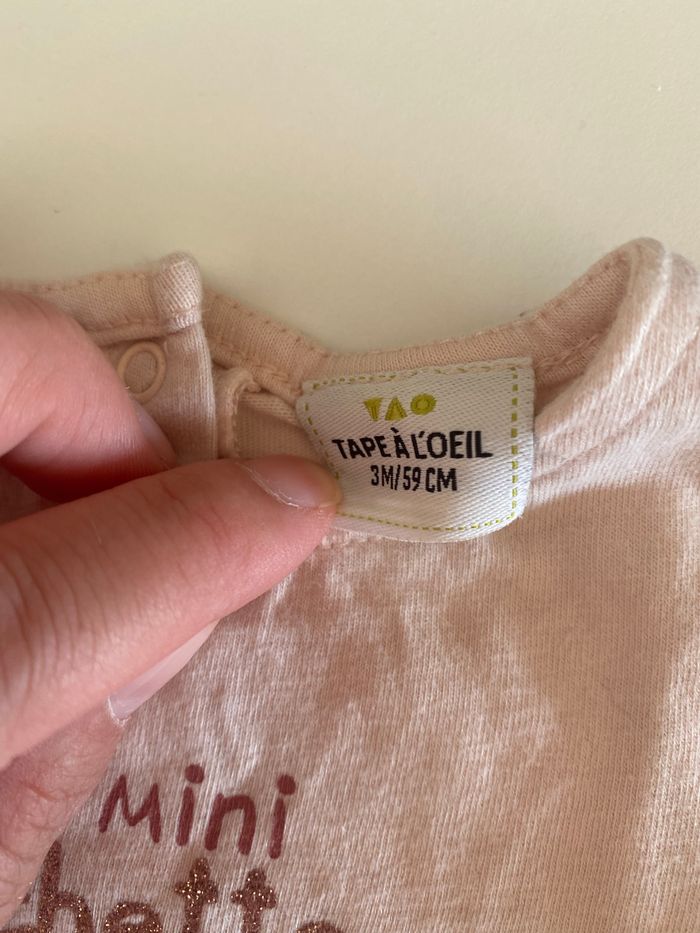 TAO
TAPE À L'OEIL
3M/59 CM
Mini